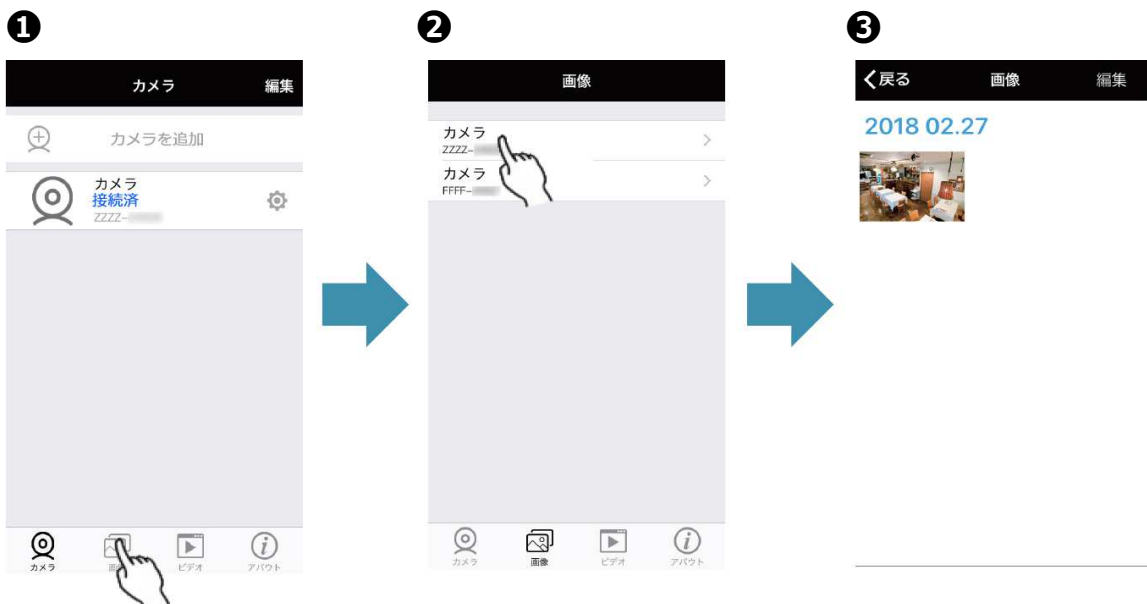 ❶
カメラ 編集
カメラを追加
カメラ
接続済
ZZZZ-
カメラ ビデオ アバウト
❷
画像
カメラ
ZZZZ-
カメラ
FFFF-
カメラ 画像 ビデオ アバウト
❸
戻る 画像 編集
2018 02.27